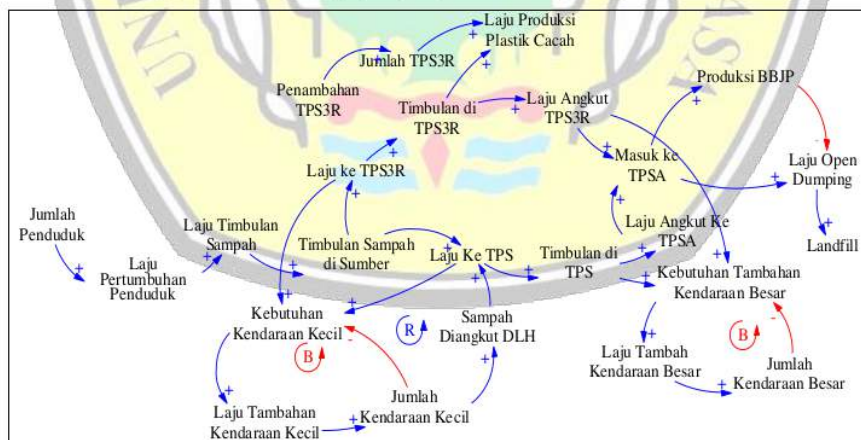 Laju Produksi
Plastik Cacah
Jumlah TPS3R
Penambahan
TPS3R
Timbulan di
TPS3R
Laju Angkut
TPS3R
Produksi BBJP
Masuk ke
TPSA
Laju Open
Dumping
Landfill
Laju ke TPS3R
Jumlah
Penduduk
Laju
Pertumbuhan
Penduduk
Laju Timbulan
Sampah
Timbulan Sampah
di Sumber
Laju Ke TPS
Timbulan di
TPS
Laju Angkut Ke
TPSA
Kebutuhan Tambahan
Kendaraan Besar
Kebutuhan
Kendaraan Kecil
B
R
Sampah
Diangkut DLH
Laju Tambahan
Kendaraan Kecil
Jumlah
Kendaraan Kecil
Laju Tambah
Kendaraan Besar
B
Jumlah
Kendaraan Besar
UN
ASA